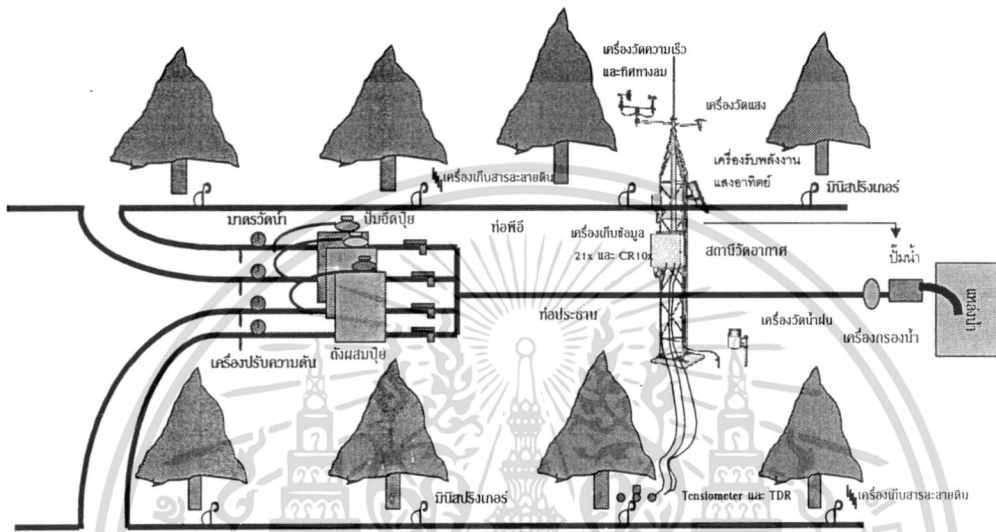 เครื่องวัดความเร็ว
และทิศทางลม
เครื่องวัดแสง
เครื่องรับพลังงาน
แสงอาทิตย์
เครื่องเก็บสารละลายดิน
มินิสปริงเกอร์
มาตรวัดน้ำ
ปั๊มฉีดปุ๋ย
ท่อพีอี
เครื่องเก็บข้อมูล
21x และ CR10x
สถานีวัดอากาศ
ปั๊มน้ำ
แหล่งน้ำ
ท่อประธาน
เครื่องวัดน้ำฝน
เครื่องกรองน้ำ
เครื่องปรับความดัน
ถังผสมปุ๋ย
มินิสปริงเกอร์
Tensiometer และ TDR
เครื่องเก็บสารละลายดิน